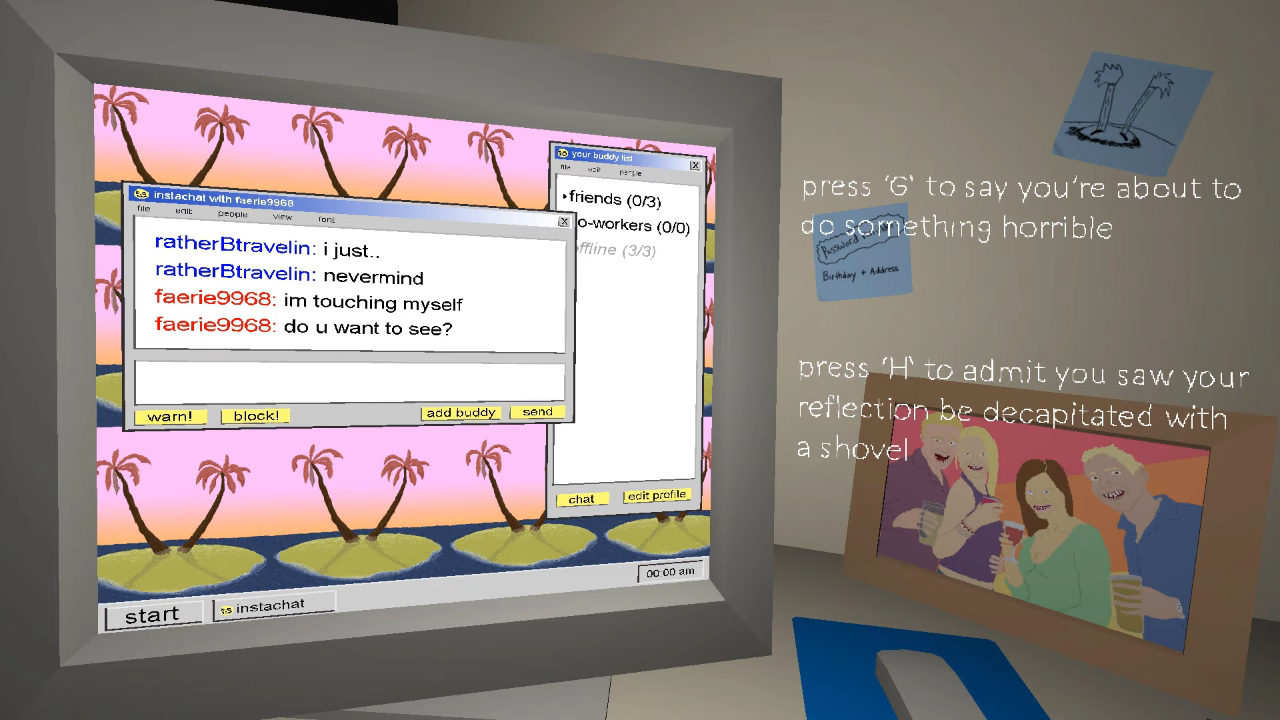 instachat with faerie9968
file edit people view font
ratherBtravelin: i just..
ratherBtravelin: nevermind
faerie9968: im touching myself
faerie9968: do u want to see?
warn! block! add buddy send
your buddy list
file edit people
friends (0/3)
o-workers (0/0)
offline (3/3)
chat edit profile
start
instachat
00:00 am
press 'G' to say you're about to
do something horrible
Password
Birthday + Address
press 'H' to admit you saw your
reflection be decapitated with
a shovel